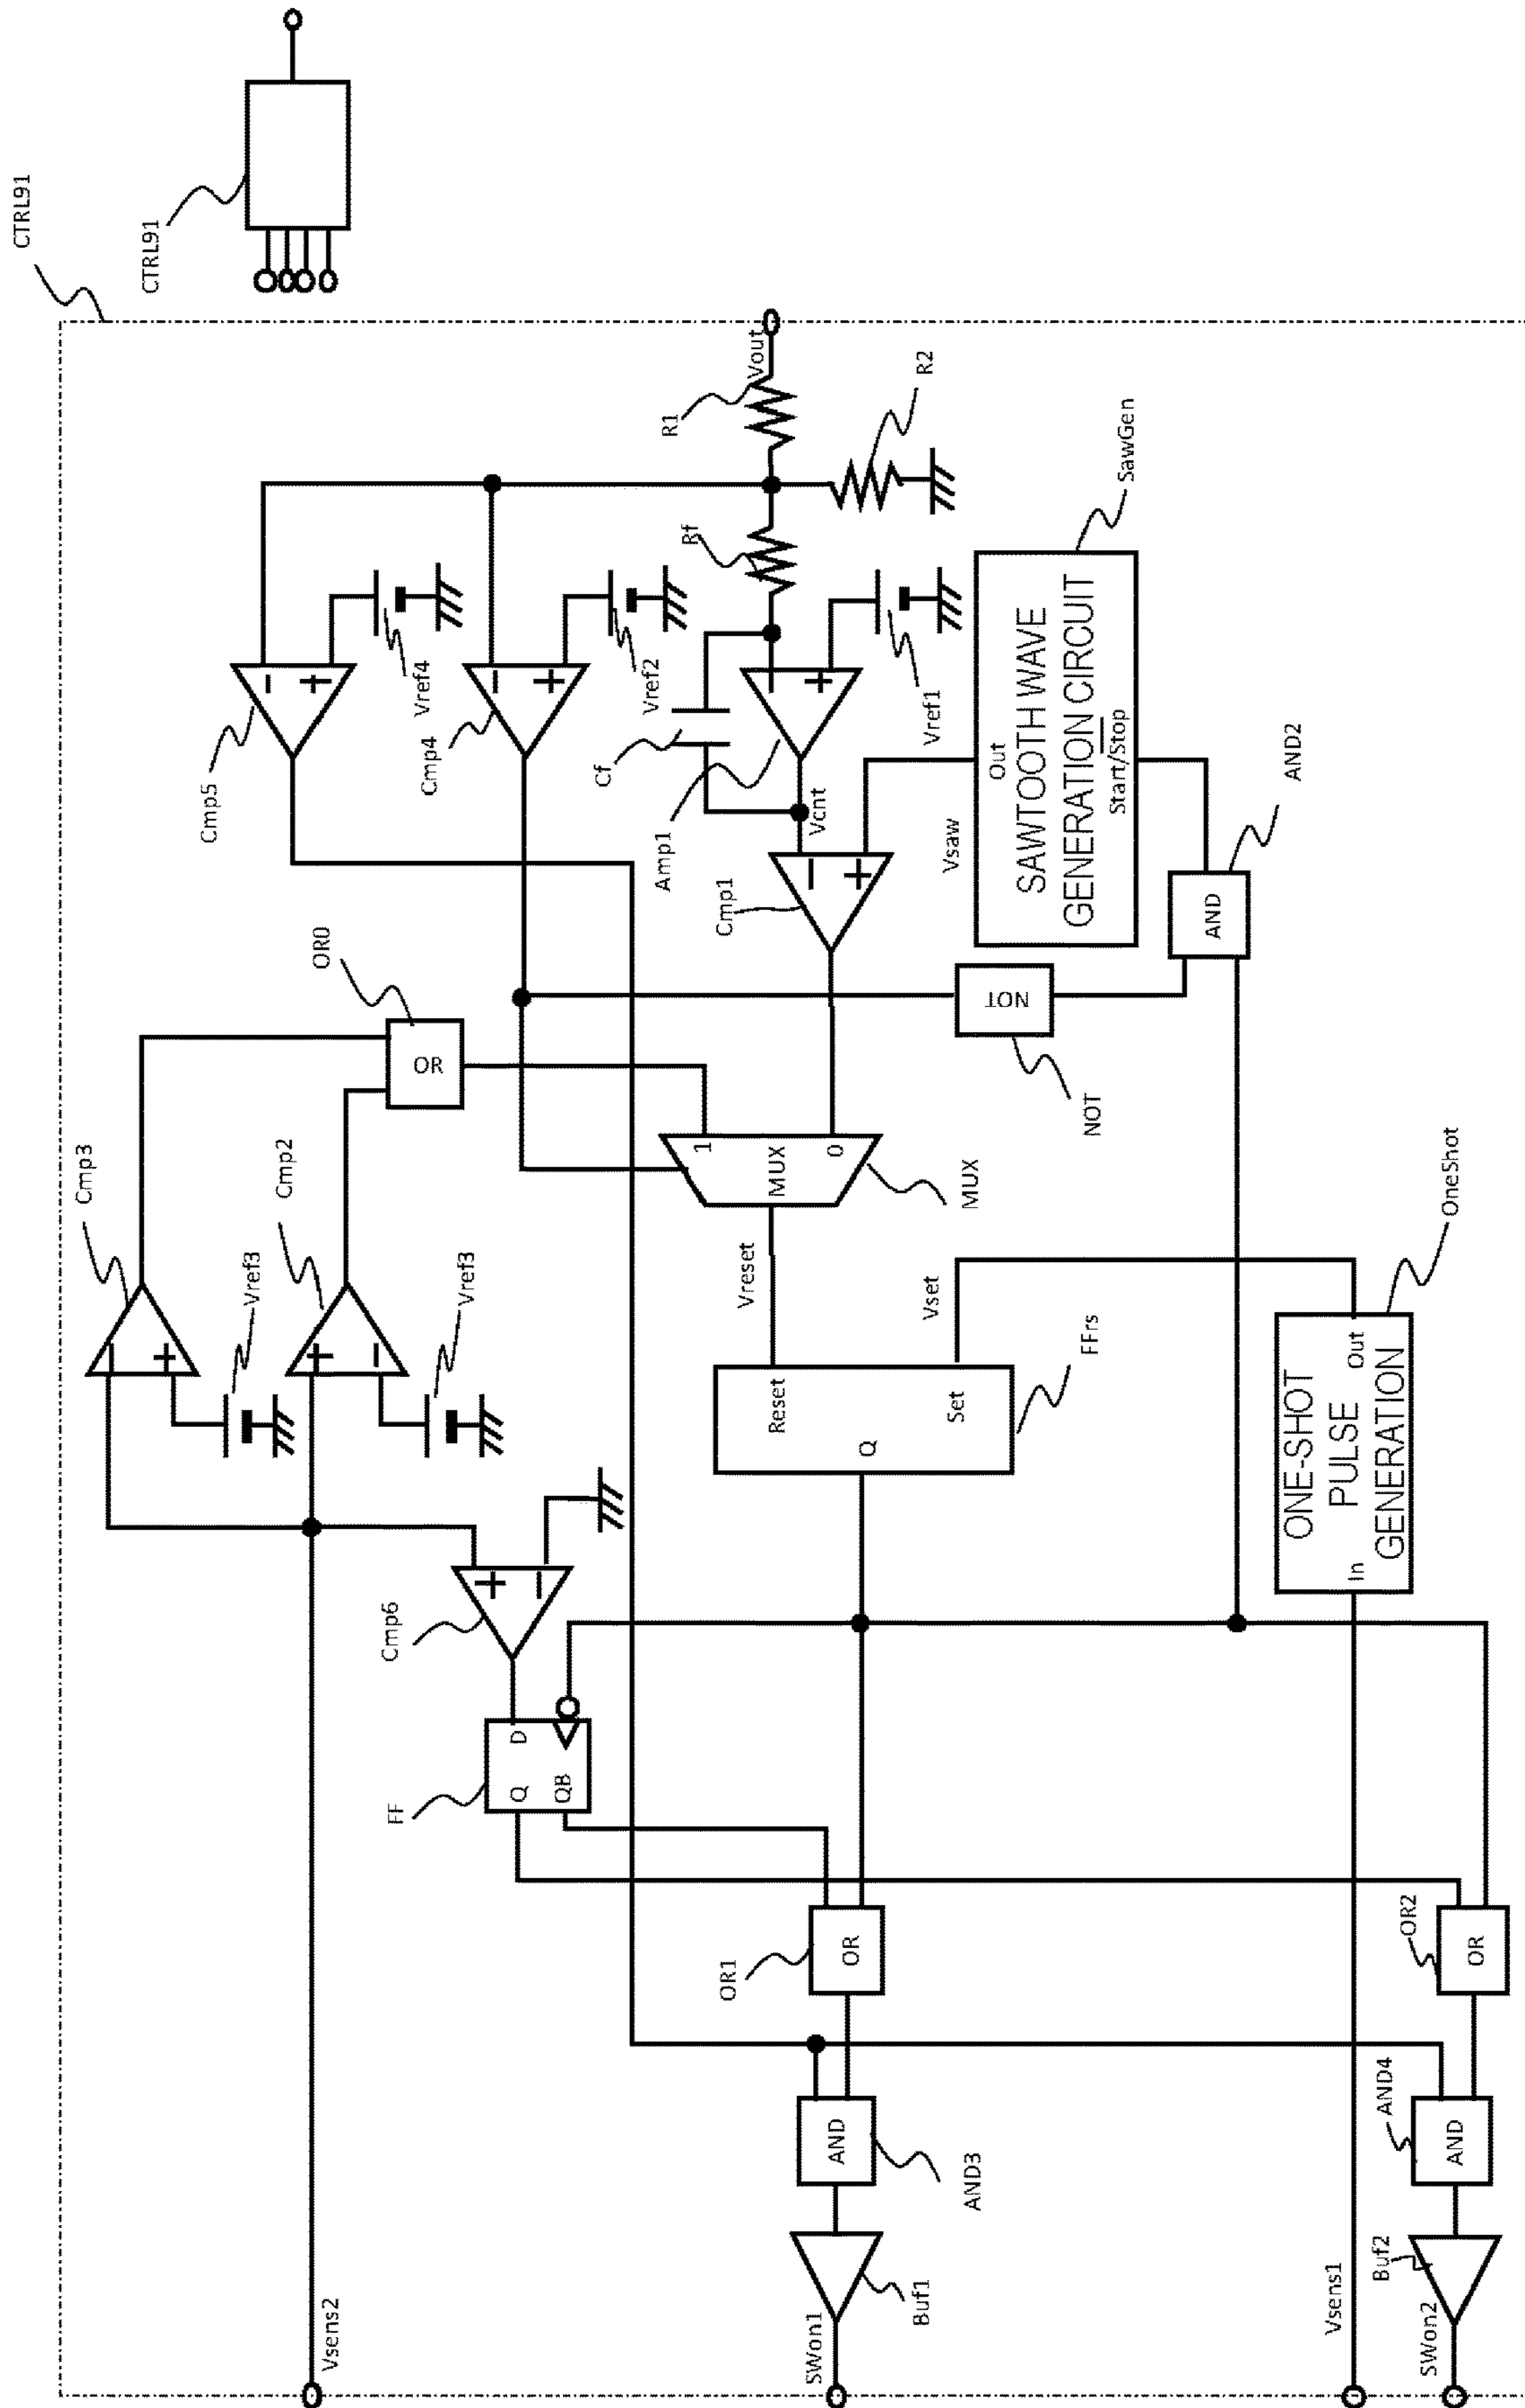 CTRL91
CTRL91
Vout
R1
R2
Rf
Vref4
Vref2
Vref1
Cmp5
Cmp4
Cf
Amp1
Vcnt
Cmp1
SawGen
SAWTOOTH WAVE
GENERATION CIRCUIT
Out
Start/Stop
Vsaw
AND2
AND
OR0
OR
NOT
NOT
Cmp3
Cmp2
Vref3
Vref3
1
MUX
0
MUX
Vreset
Vset
Reset
Set
Q
FFrs
OneShot
ONE-SHOT
PULSE
GENERATION
Out
In
Cmp6
FF
D
Q
QB
OR1
OR
OR2
OR
AND3
AND
AND4
AND
Buf1
Buf2
Vsens2
SWon1
Vsens1
SWon2
+
−
+
−
+
−
+
−
+
−
+
−
+